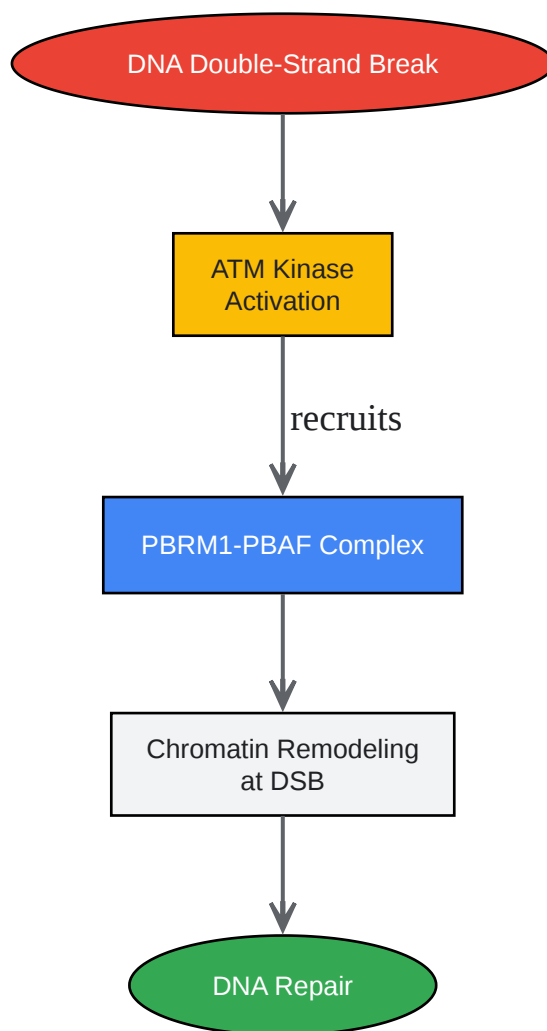 DNA Double-Strand Break
ATM Kinase
Activation
recruits
PBRM1-PBAF Complex
Chromatin Remodeling
at DSB
DNA Repair